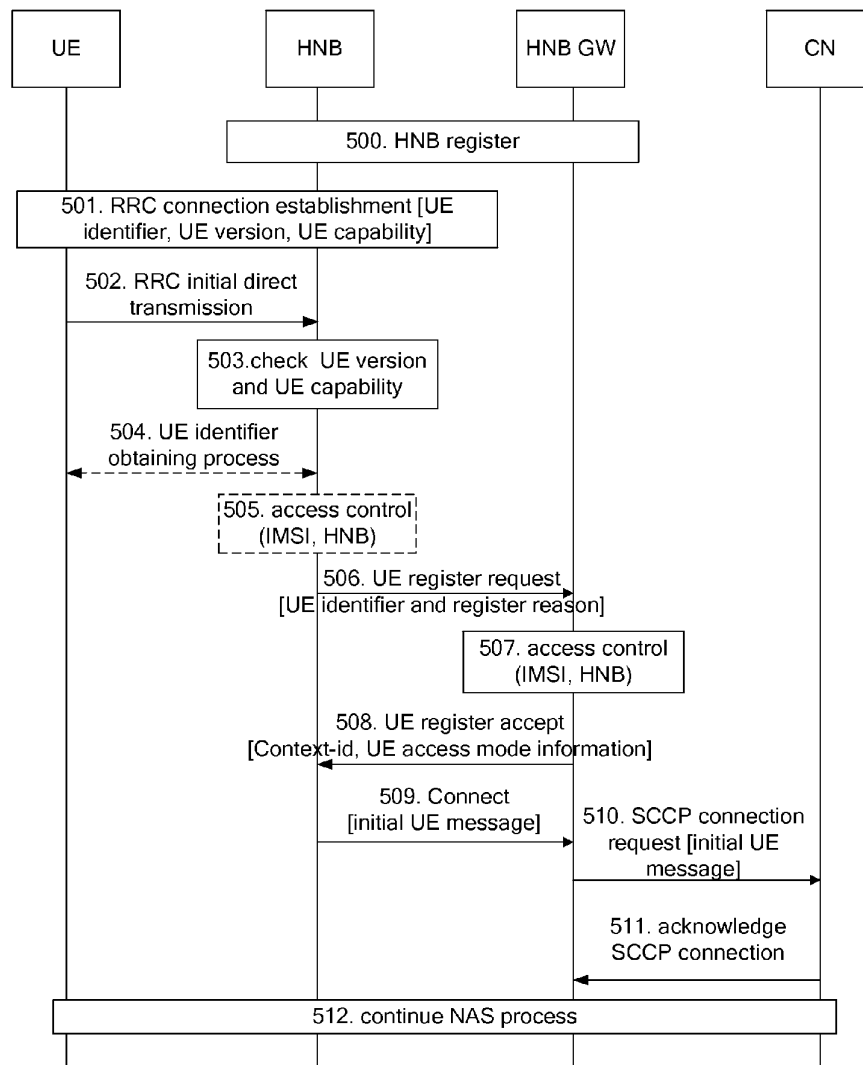 UE
HNB
HNB GW
CN
500. HNB register
501. RRC connection establishment [UE
identifier, UE version, UE capability]
502. RRC initial direct
transmission
503.check UE version
and UE capability
504. UE identifier
obtaining process
505. access control
(IMSI, HNB)
506. UE register request
[UE identifier and register reason]
507. access control
(IMSI, HNB)
508. UE register accept
[Context-id, UE access mode information]
509. Connect
[initial UE message]
510. SCCP connection
request [initial UE
message]
511. acknowledge
SCCP connection
512. continue NAS process